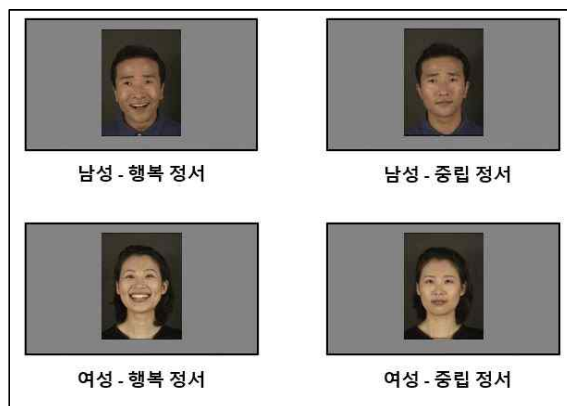 남성 - 행복 정서
남성 - 중립 정서
여성 - 행복 정서
여성 - 중립 정서